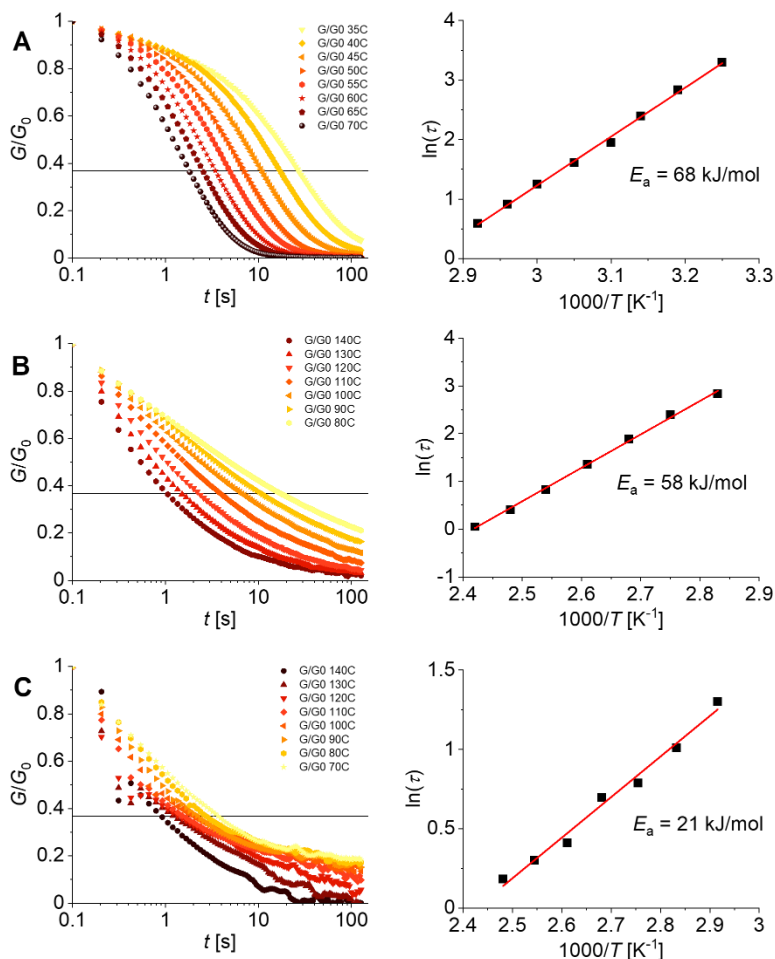 A
G/G0 35C
G/G0 40C
G/G0 45C
G/G0 50C
G/G0 55C
G/G0 60C
G/G0 65C
G/G0 70C
G/G₀
1
0.8
0.6
0.4
0.2
0
0.1 1 10 100
t [s]
ln(τ)
4
3
2
1
0
Eₐ = 68 kJ/mol
2.9 3 3.1 3.2 3.3
1000/T [K⁻¹]
B
G/G0 140C
G/G0 130C
G/G0 120C
G/G0 110C
G/G0 100C
G/G0 90C
G/G0 80C
G/G₀
1
0.8
0.6
0.4
0.2
0
0.1 1 10 100
t [s]
ln(τ)
4
3
2
1
0
-1
Eₐ = 58 kJ/mol
2.4 2.5 2.6 2.7 2.8 2.9
1000/T [K⁻¹]
C
G/G0 140C
G/G0 130C
G/G0 120C
G/G0 110C
G/G0 100C
G/G0 90C
G/G0 80C
G/G0 70C
G/G₀
1
0.8
0.6
0.4
0.2
0
0.1 1 10 100
t [s]
ln(τ)
1.5
1
0.5
0
Eₐ = 21 kJ/mol
2.4 2.5 2.6 2.7 2.8 2.9 3
1000/T [K⁻¹]